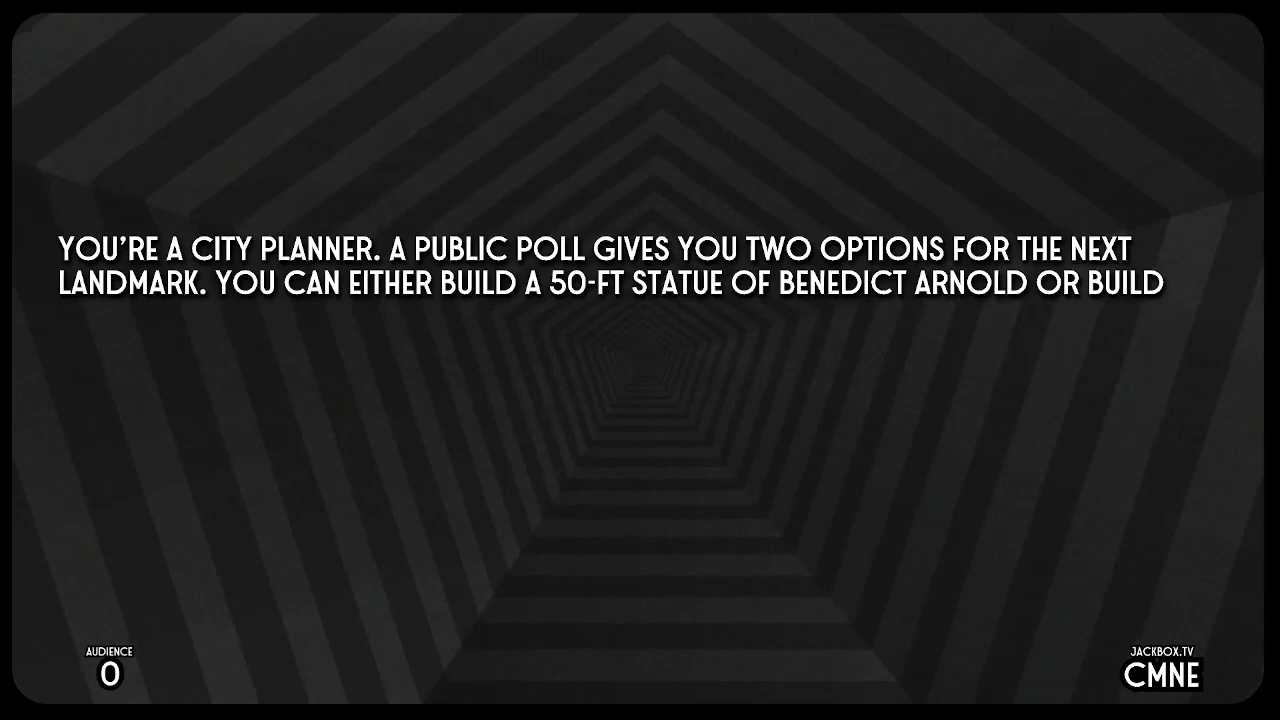 YOU'RE A CITY PLANNER. A PUBLIC POLL GIVES YOU TWO OPTIONS FOR THE NEXT
LANDMARK. YOU CAN EITHER BUILD A 50-FT STATUE OF BENEDICT ARNOLD OR BUILD
AUDIENCE
0
JACKBOX.TV
CMNE